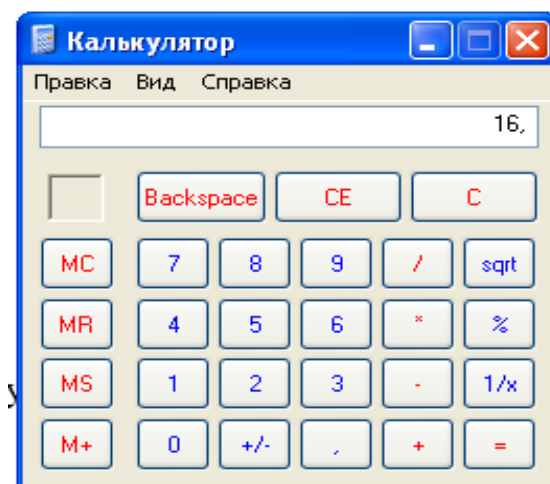 Калькулятор
Правка Вид Справка
16,
Backspace CE C
MC 7 8 9 / sqrt
MR 4 5 6 * %
MS 1 2 3 - 1/x
M+ 0 +/- , + =